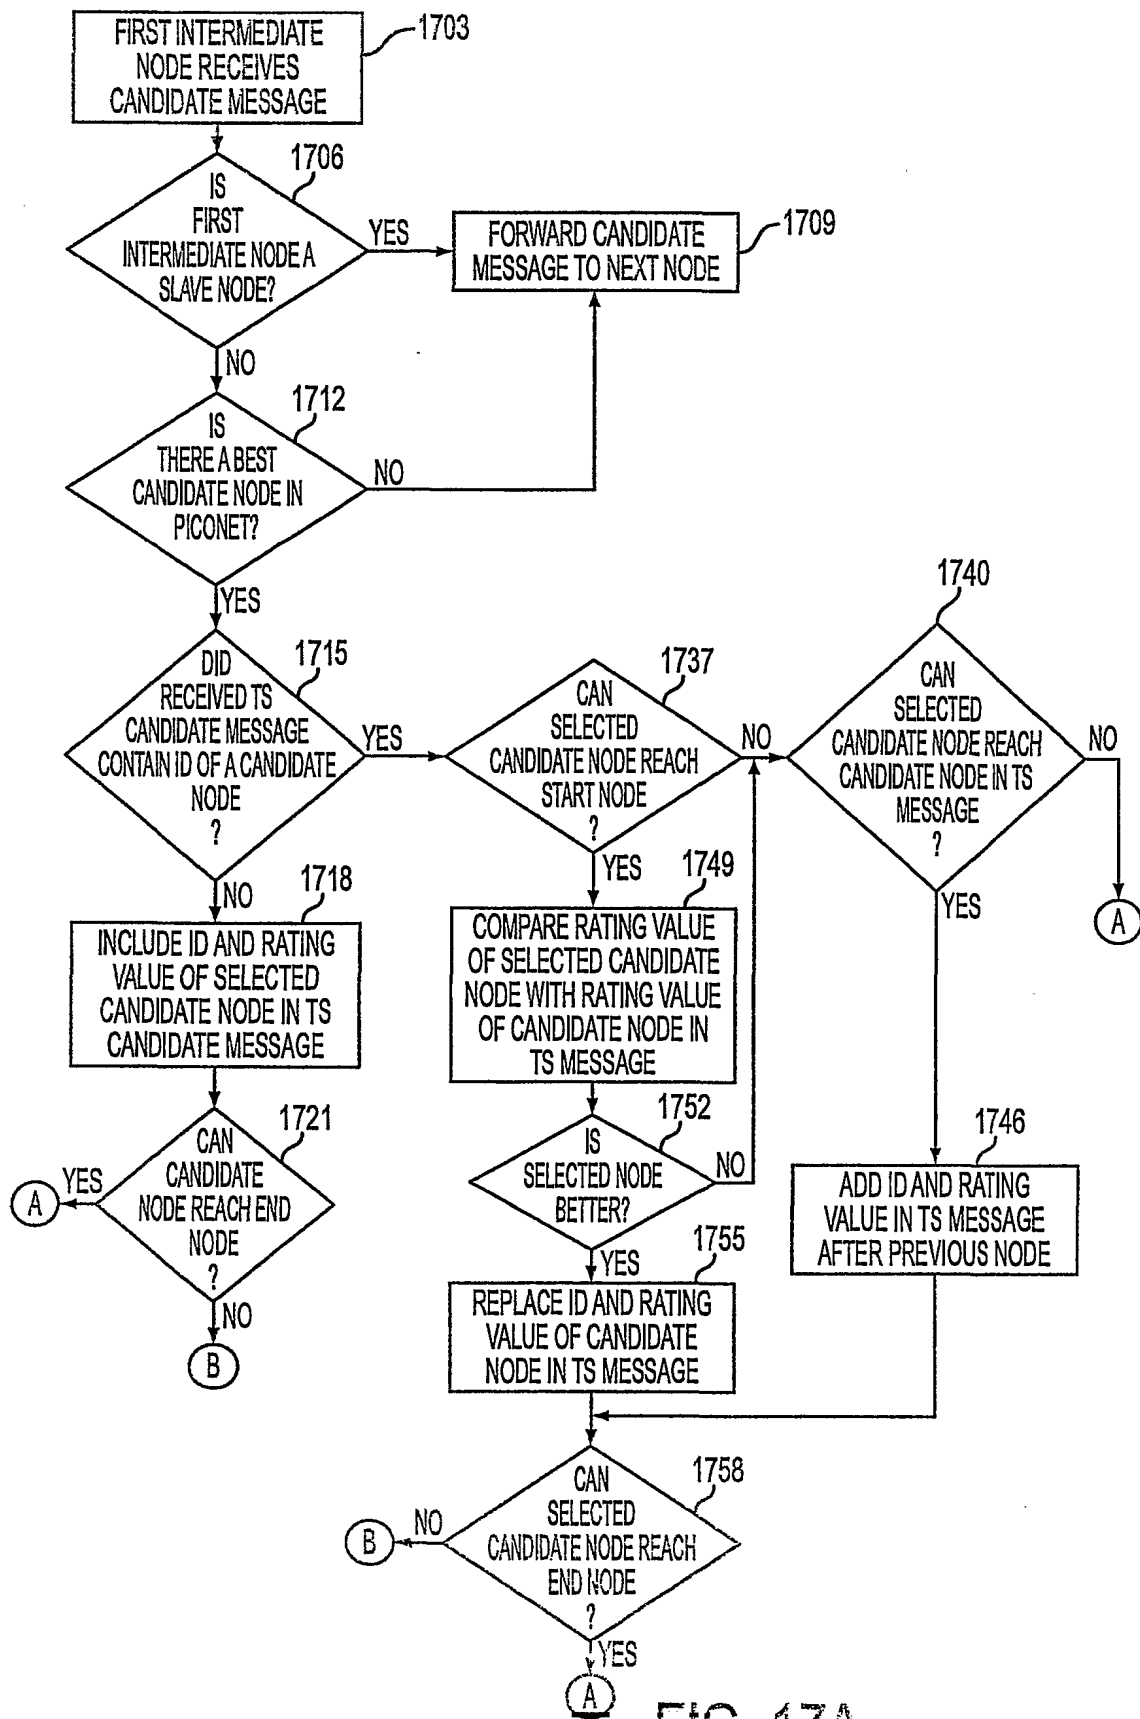 FIRST INTERMEDIATE
NODE RECEIVES
CANDIDATE MESSAGE
1703
1706
IS
FIRST
INTERMEDIATE NODE A
SLAVE NODE?
YES
FORWARD CANDIDATE
MESSAGE TO NEXT NODE
1709
NO
1712
IS
THERE A BEST
CANDIDATE NODE IN
PICONET?
NO
YES
1715
DID
RECEIVED TS
CANDIDATE MESSAGE
CONTAIN ID OF A CANDIDATE
NODE
?
YES
1737
CAN
SELECTED
CANDIDATE NODE REACH
START NODE
?
NO
1740
CAN
SELECTED
CANDIDATE NODE REACH
CANDIDATE NODE IN TS
MESSAGE
?
NO
A
NO
1718
INCLUDE ID AND RATING
VALUE OF SELECTED
CANDIDATE NODE IN TS
CANDIDATE MESSAGE
YES
1749
COMPARE RATING VALUE
OF SELECTED CANDIDATE
NODE WITH RATING VALUE
OF CANDIDATE NODE IN
TS MESSAGE
YES
1721
CAN
CANDIDATE
NODE REACH END
NODE
?
YES
A
NO
B
1752
IS
SELECTED NODE
BETTER?
NO
YES
1746
ADD ID AND RATING
VALUE IN TS MESSAGE
AFTER PREVIOUS NODE
1755
REPLACE ID AND RATING
VALUE OF CANDIDATE
NODE IN TS MESSAGE
1758
CAN
SELECTED
CANDIDATE NODE REACH
END NODE
?
NO
B
YES
A
FIG. 17A